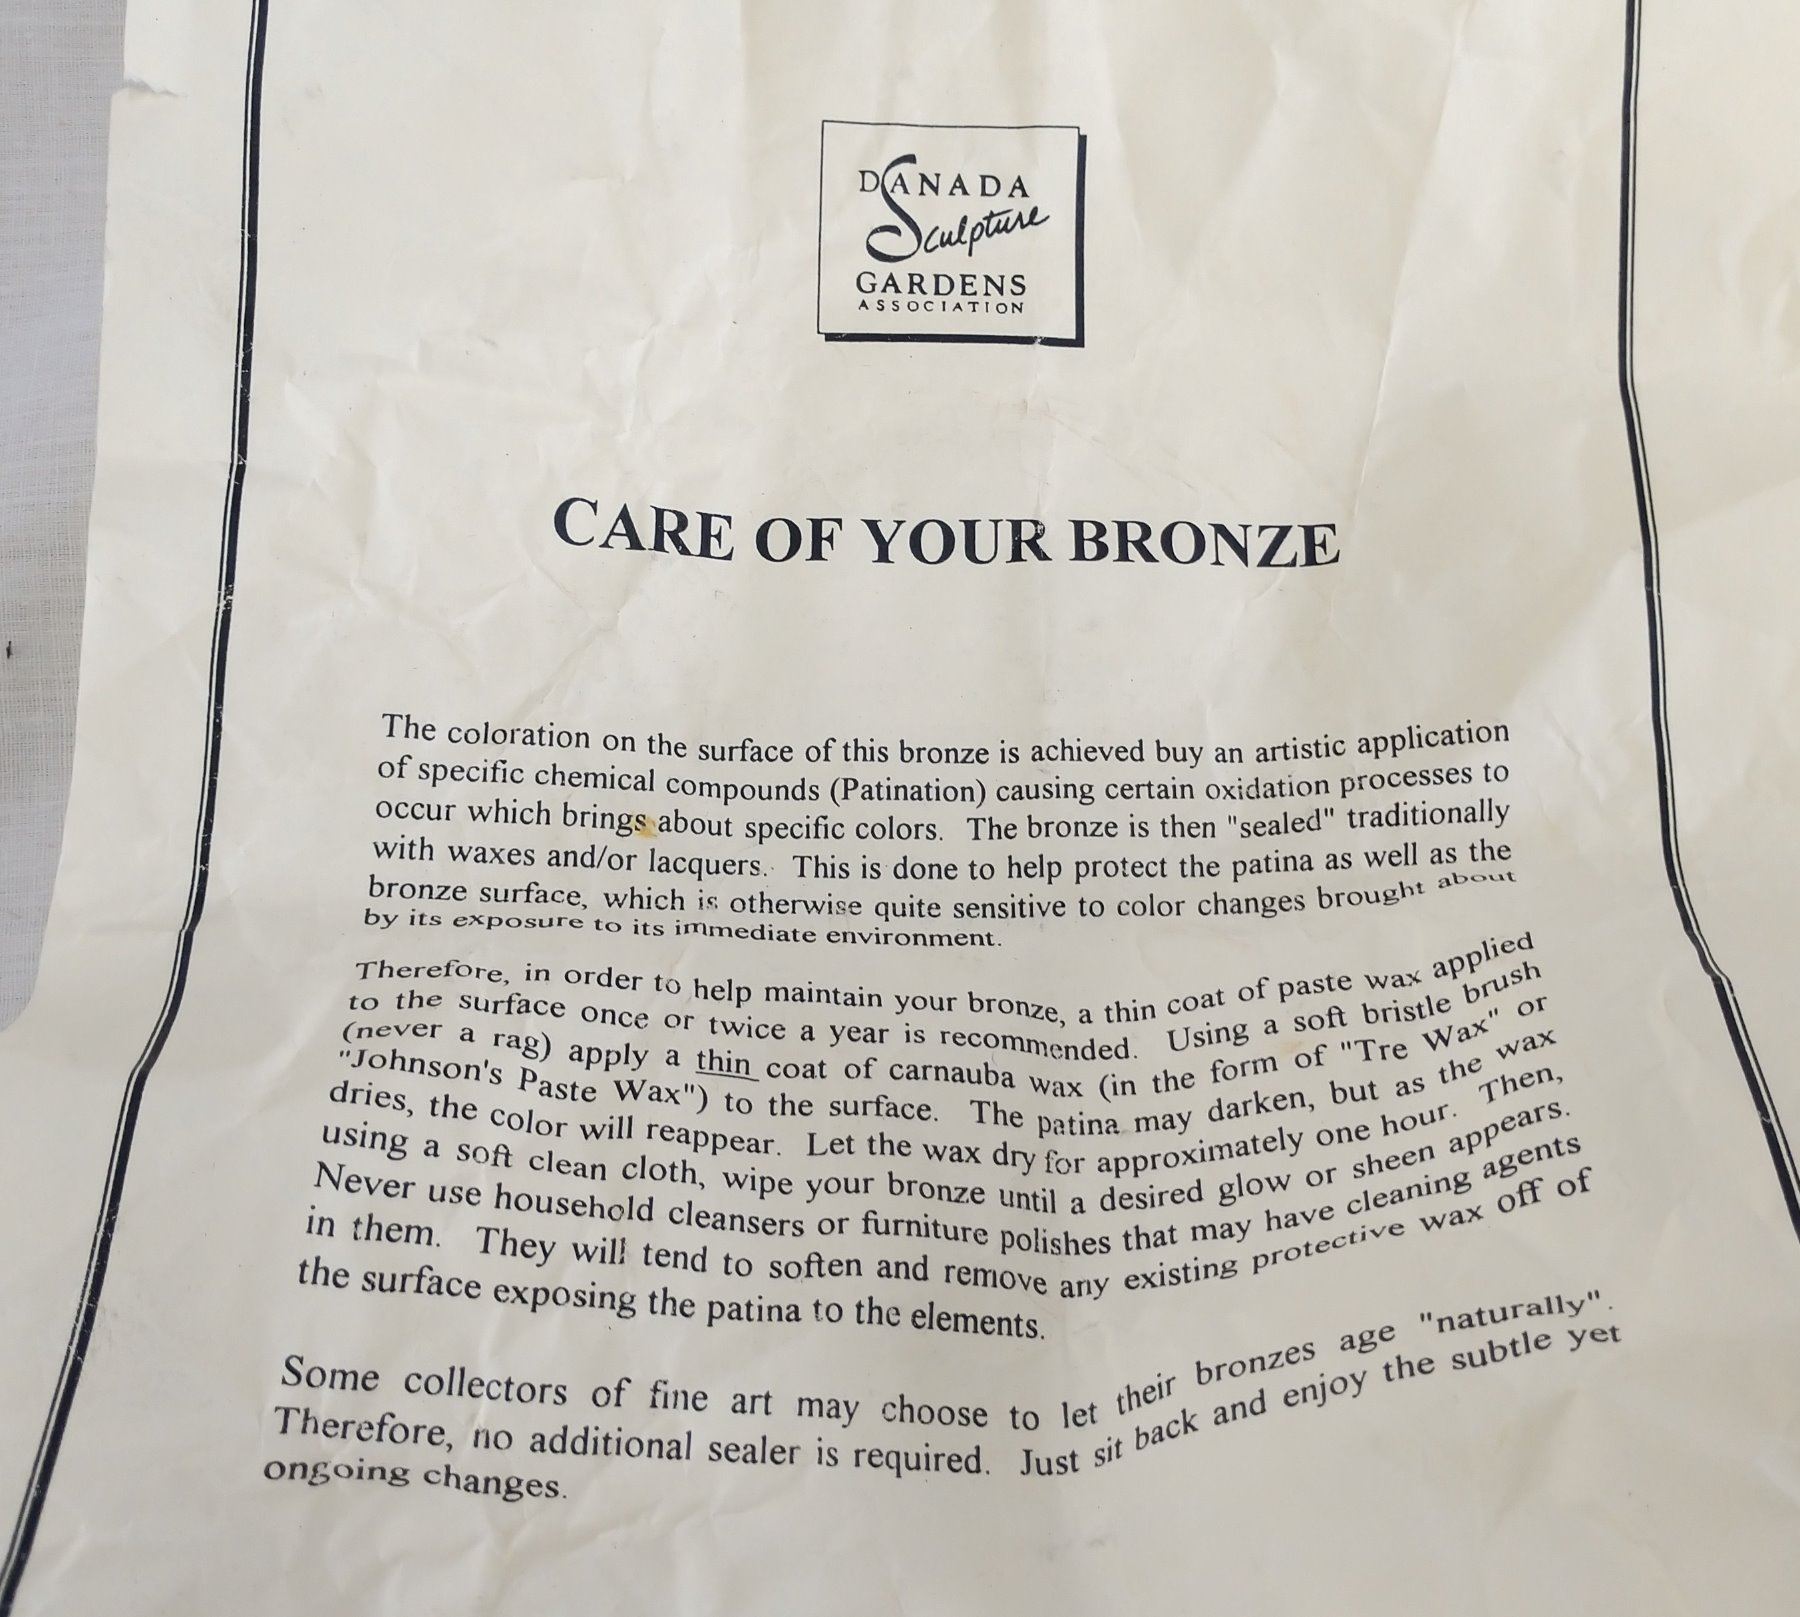 DANADA
Sculpture
GARDENS
ASSOCIATION
CARE OF YOUR BRONZE
The coloration on the surface of this bronze is achieved buy an artistic application
of specific chemical compounds (Patination) causing certain oxidation processes to
occur which brings about specific colors. The bronze is then "sealed" traditionally
with waxes and/or lacquers. This is done to help protect the patina as well as the
bronze surface, which is otherwise quite sensitive to color changes brought about
by its exposure to its immediate environment.
Therefore, in order to help maintain your bronze, a thin coat of paste wax applied
to the surface once or twice a year is recommended. Using a soft bristle brush
(never a rag) apply a thin coat of carnauba wax (in the form of "Tre Wax" or
"Johnson's Paste Wax") to the surface. The patina may darken, but as the wax
dries, the color will reappear. Let the wax dry for approximately one hour. Then,
using a soft clean cloth, wipe your bronze until a desired glow or sheen appears.
Never use household cleansers or furniture polishes that may have cleaning agents
in them. They will tend to soften and remove any existing protective wax off of
the surface exposing the patina to the elements.
Some collectors of fine art may choose to let their bronzes age "naturally".
Therefore, no additional sealer is required. Just sit back and enjoy the subtle yet
ongoing changes.